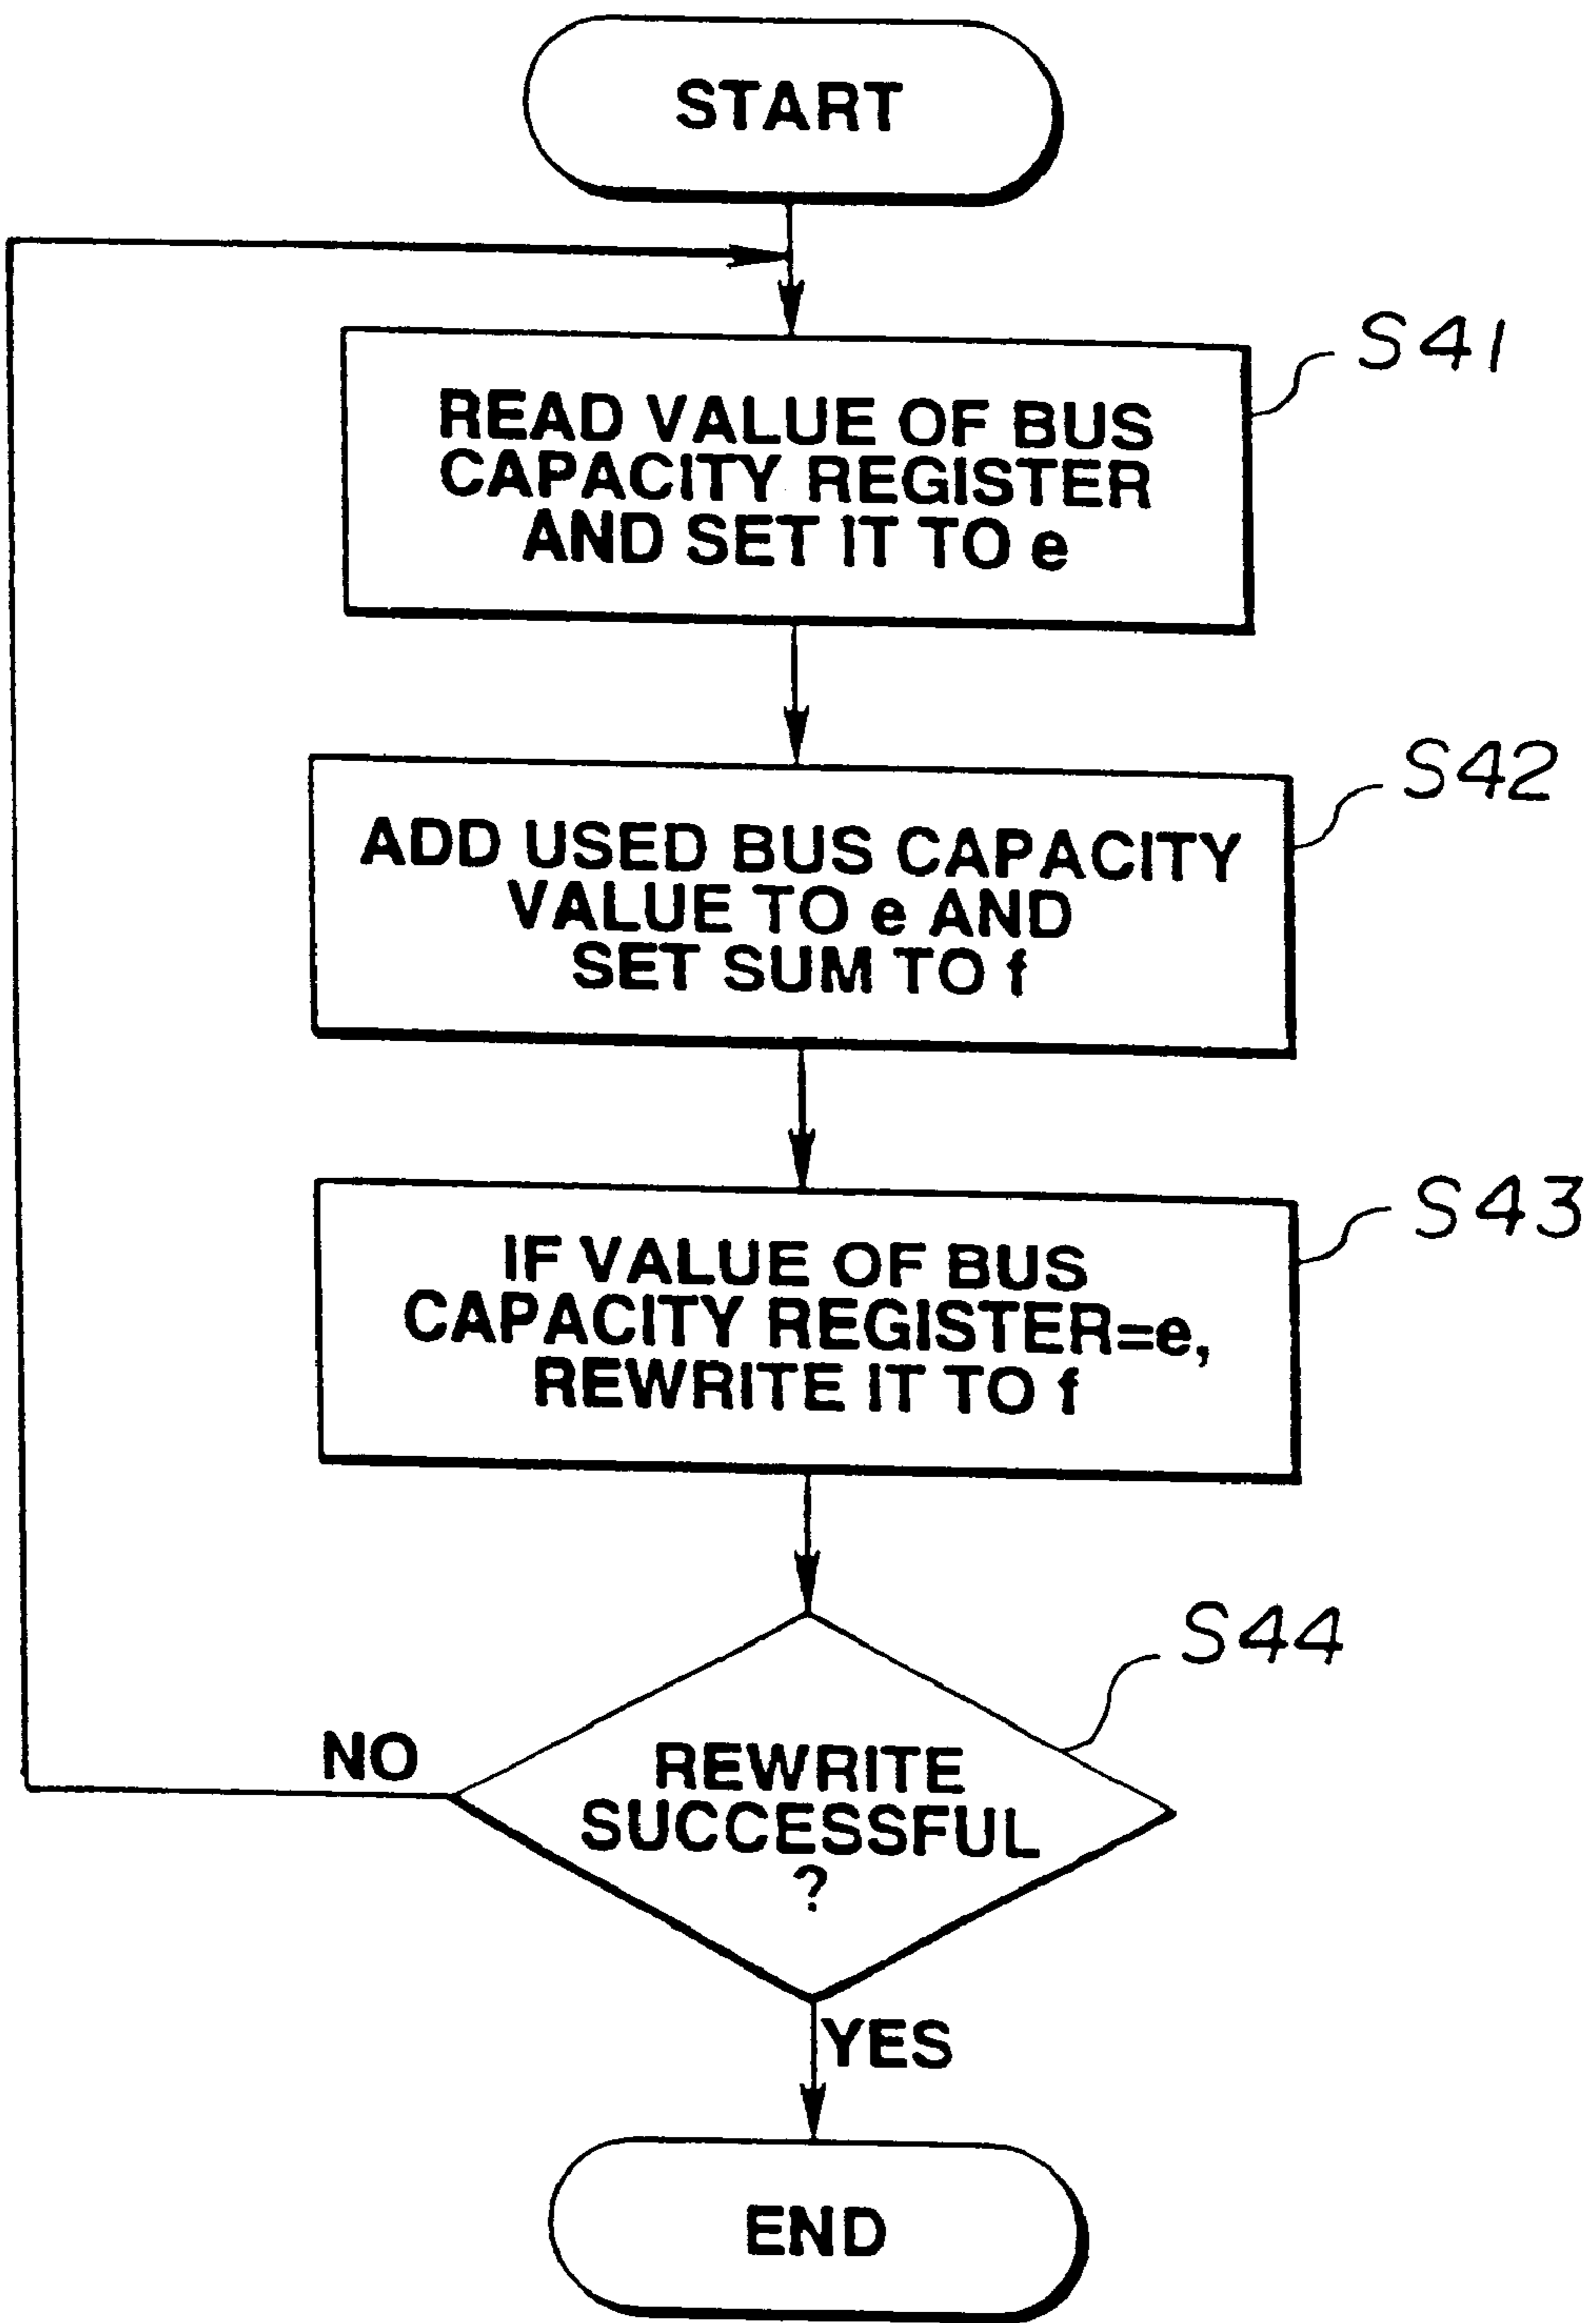 START
S41
READ VALUE OF BUS
CAPACITY REGISTER
AND SET IT TO e
S42
ADD USED BUS CAPACITY
VALUE TO e AND
SET SUM TO f
S43
IF VALUE OF BUS
CAPACITY REGISTER=e,
REWRITE IT TO f
S44
NO
REWRITE
SUCCESSFUL
?
YES
END